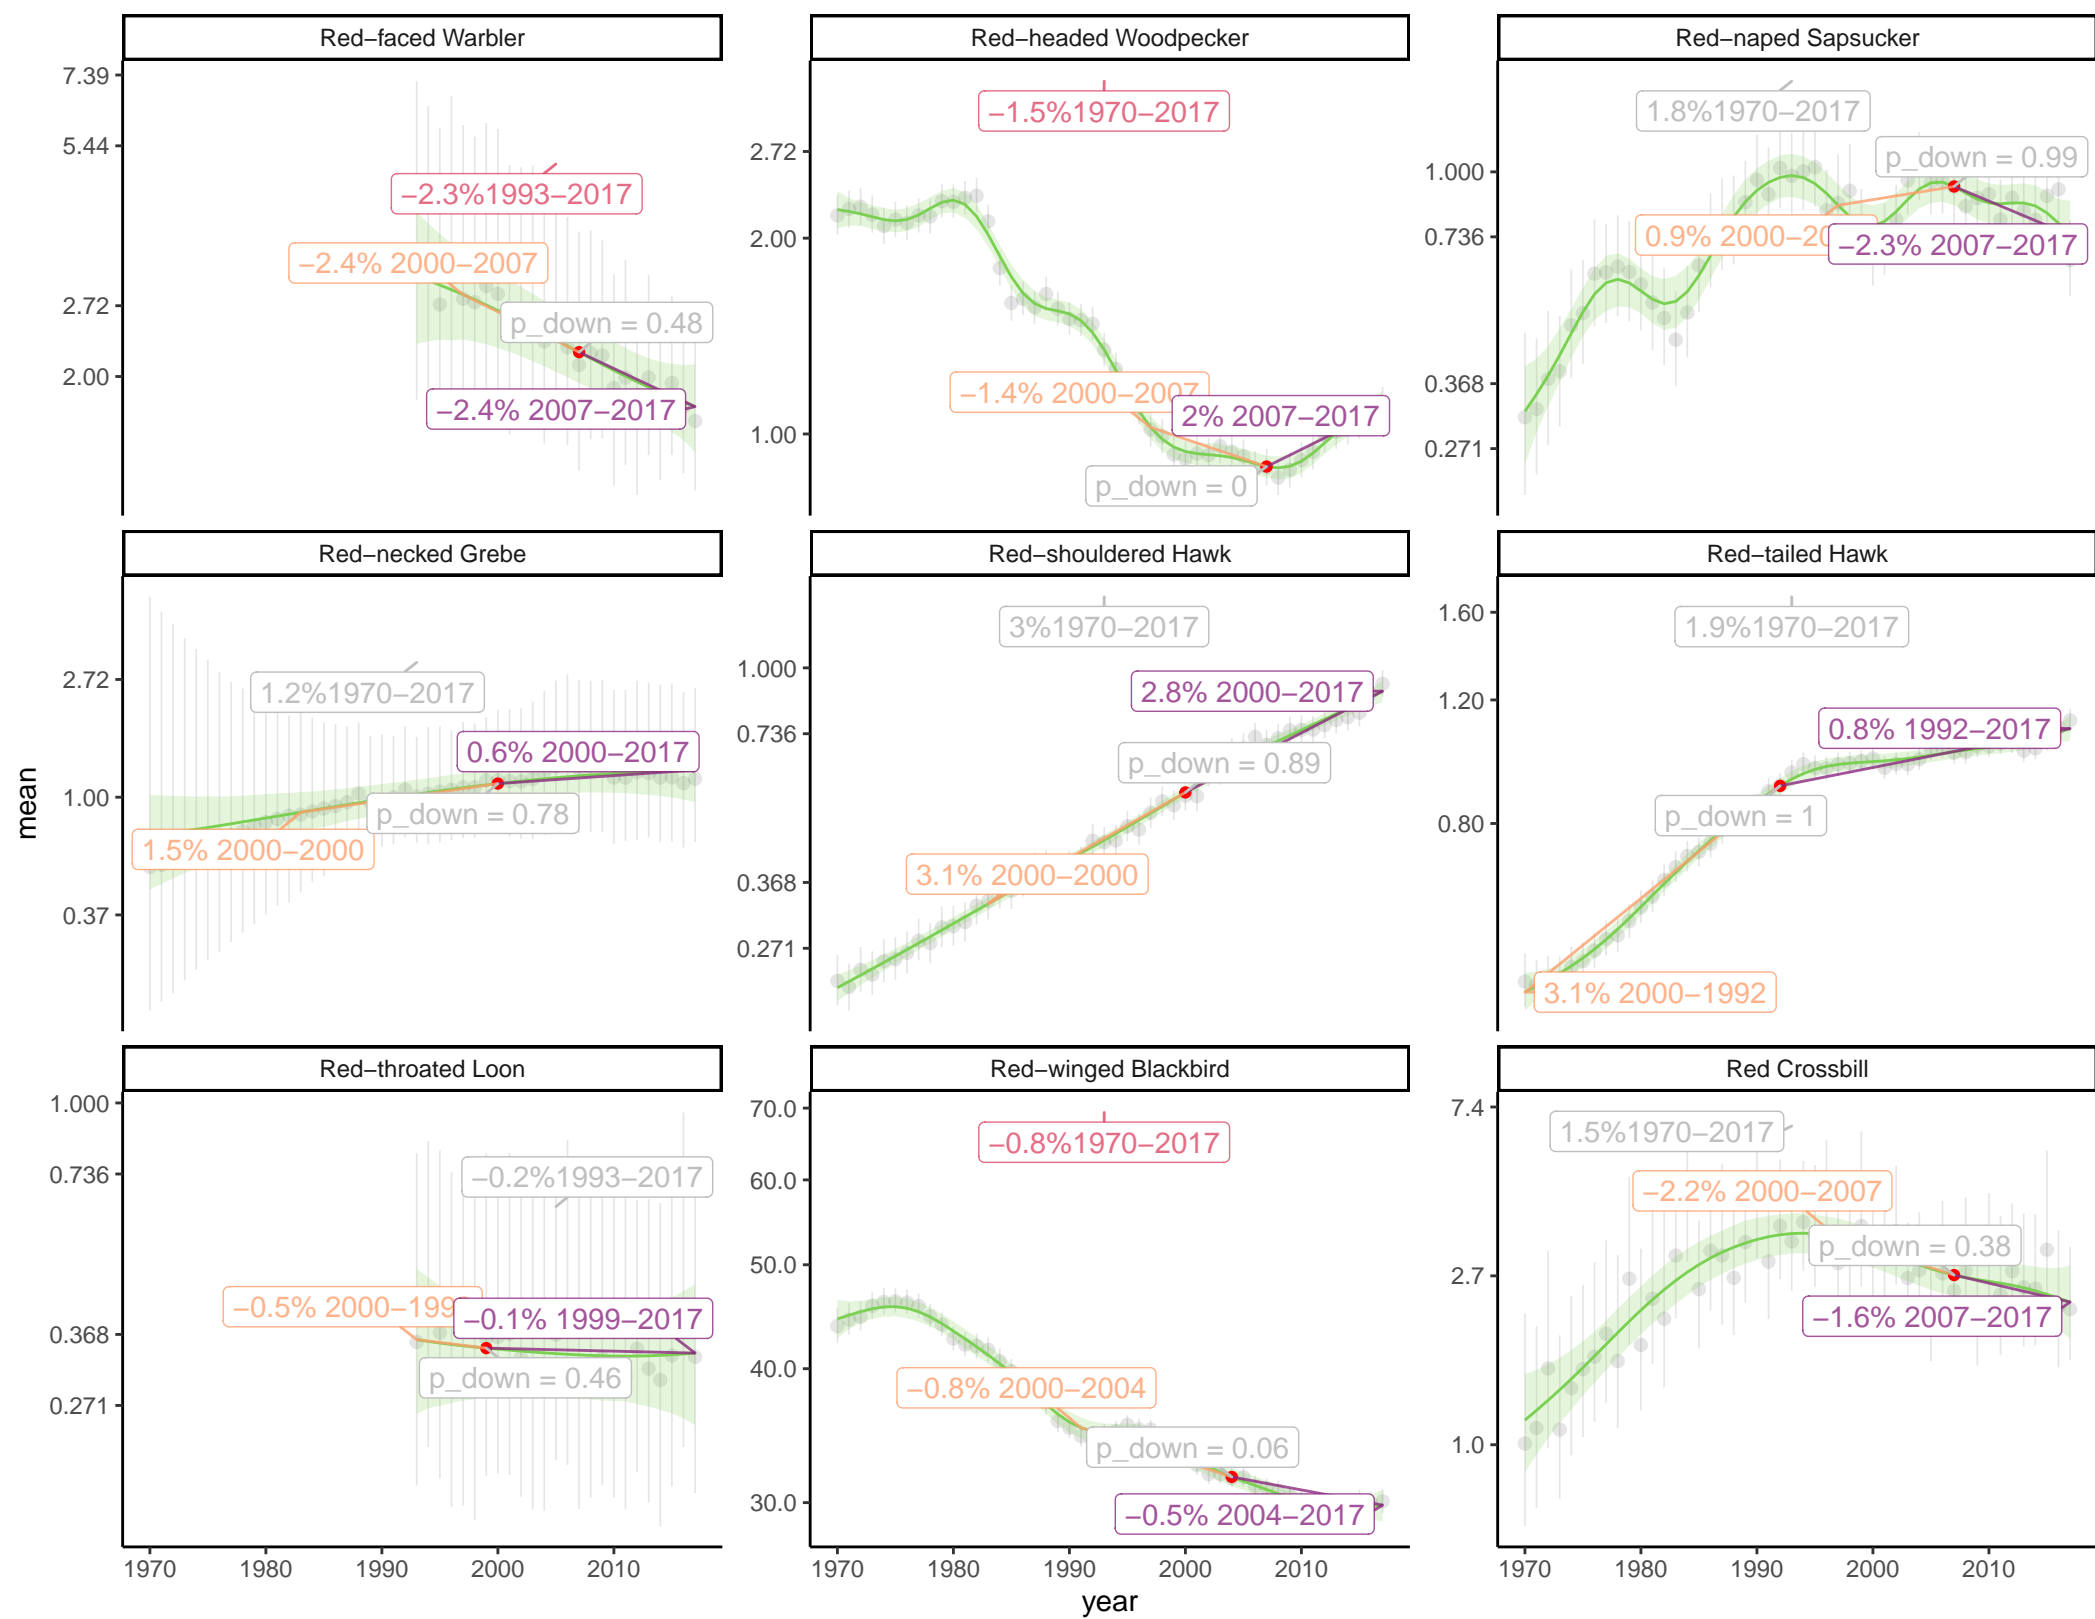 Red−faced Warbler
7.39
5.44
2.72
2.00
−2.3%1993−2017
−2.4% 2000−2007
p_down = 0.48
−2.4% 2007−2017
Red−headed Woodpecker
2.72
2.00
1.00
−1.5%1970−2017
−1.4% 2000−2007
2% 2007−2017
p_down = 0
Red−naped Sapsucker
1.000
0.736
0.368
0.271
1.8%1970−2017
p_down = 0.99
0.9% 2000−20
−2.3% 2007−2017
Red−necked Grebe
2.72
1.00
0.37
1.2%1970−2017
0.6% 2000−2017
p_down = 0.78
1.5% 2000−2000
Red−shouldered Hawk
1.000
0.736
0.368
0.271
3%1970−2017
2.8% 2000−2017
p_down = 0.89
3.1% 2000−2000
Red−tailed Hawk
1.60
1.20
0.80
1.9%1970−2017
0.8% 1992−2017
p_down = 1
3.1% 2000−1992
Red−throated Loon
1.000
0.736
0.368
0.271
−0.2%1993−2017
−0.5% 2000−199
−0.1% 1999−2017
p_down = 0.46
1970 1980 1990 2000 2010
Red−winged Blackbird
70.0
60.0
50.0
40.0
30.0
−0.8%1970−2017
−0.8% 2000−2004
p_down = 0.06
−0.5% 2004−2017
1970 1980 1990 2000 2010
Red Crossbill
7.4
2.7
1.0
1.5%1970−2017
−2.2% 2000−2007
p_down = 0.38
−1.6% 2007−2017
1970 1980 1990 2000 2010
mean
year